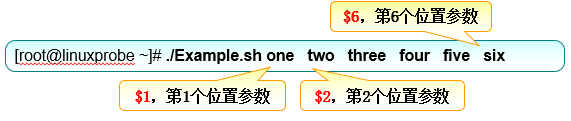 $6，第6个位置参数
[root@linuxprobe ~]# ./Example.sh one two three four five six
$1，第1个位置参数
$2，第2个位置参数